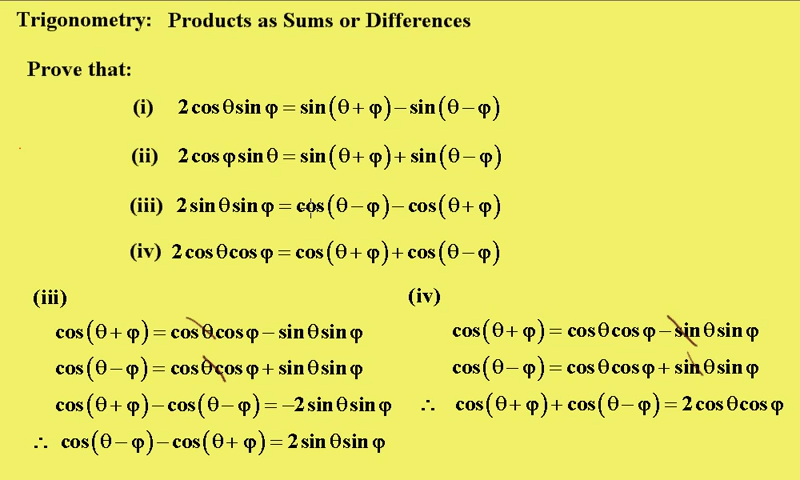 Trigonometry: Products as Sums or Differences
Prove that:
(i) 2cosθsinφ=sin(θ+φ)−sin(θ−φ)
(ii) 2cosφsinθ=sin(θ+φ)+sin(θ−φ)
(iii) 2sinθsinφ=cos(θ−φ)−cos(θ+φ)
(iv) 2cosθcosφ=cos(θ+φ)+cos(θ−φ)
(iii)
cos(θ+φ)=cosθcosφ−sinθsinφ
cos(θ−φ)=cosθcosφ+sinθsinφ
cos(θ+φ)−cos(θ−φ)=−2sinθsinφ
∴ cos(θ−φ)−cos(θ+φ)=2sinθsinφ
(iv)
cos(θ+φ)=cosθcosφ−sinθsinφ
cos(θ−φ)=cosθcosφ+sinθsinφ
∴ cos(θ+φ)+cos(θ−φ)=2cosθcosφ